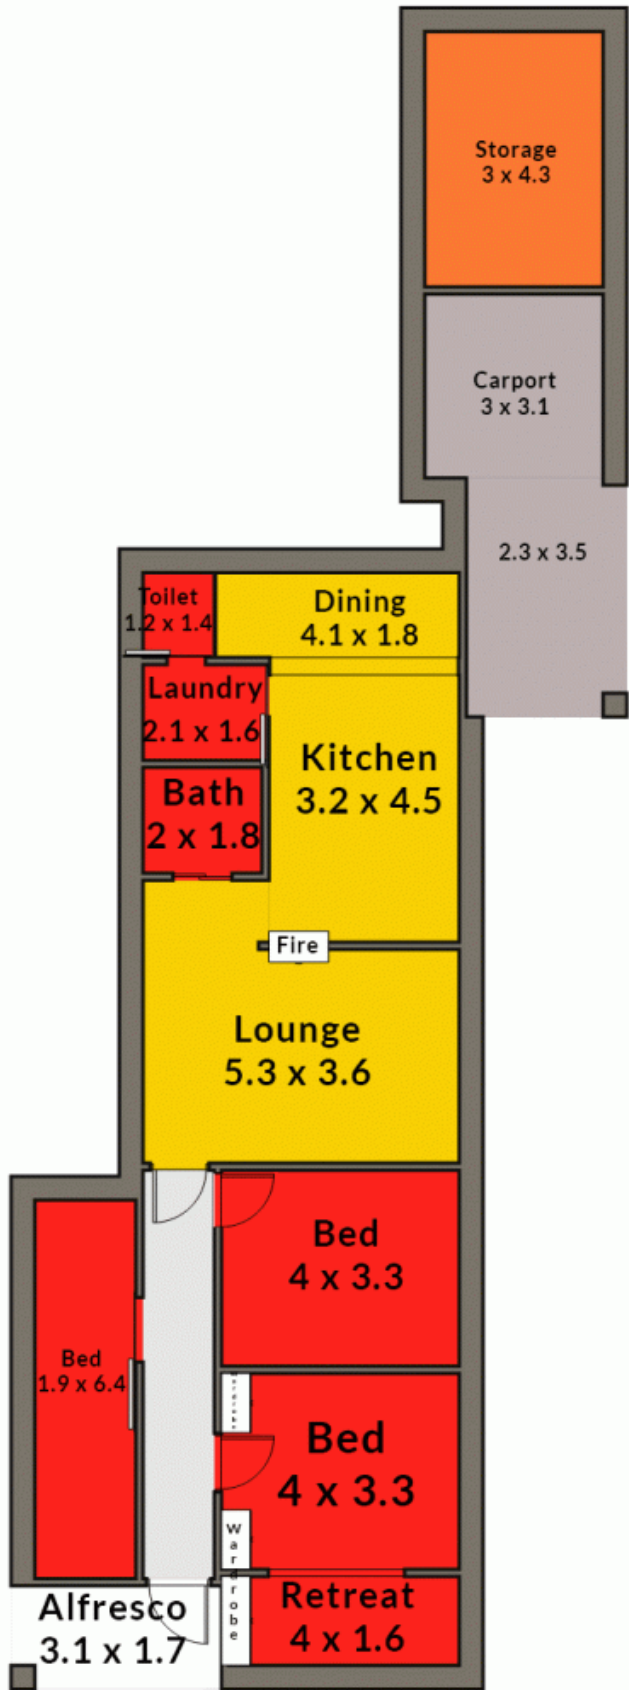 Storage
3 x 4.3
Carport
3 x 3.1
2.3 x 3.5
Toilet
1.2 x 1.4
Dining
4.1 x 1.8
Laundry
2.1 x 1.6
Kitchen
3.2 x 4.5
Bath
2 x 1.8
Fire
Lounge
5.3 x 3.6
Bed
4 x 3.3
Bed
1.9 x 6.4
Wardrobe
Bed
4 x 3.3
Wardrobe
Retreat
4 x 1.6
Alfresco
3.1 x 1.7